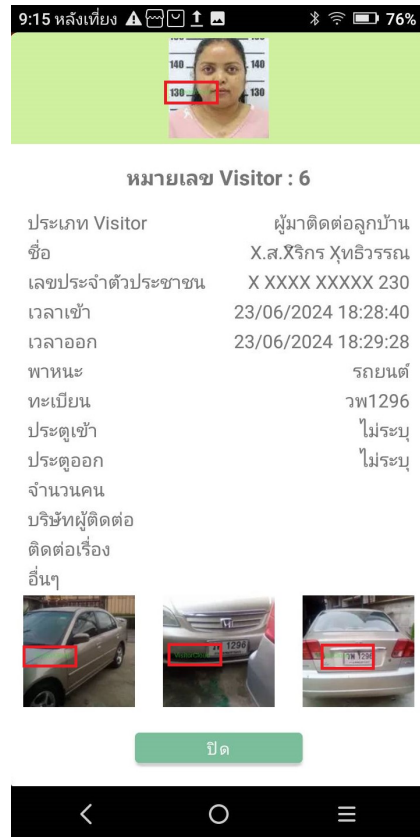 9:15 หลังเที่ยง 76%
140 140
130 130
หมายเลข Visitor : 6
ประเภท Visitor ผู้มาติดต่อลูกบ้าน
ชื่อ X.ส.Xริกร Xุทธิวรรณ
เลขประจำตัวประชาชน X XXXX XXXXX 230
เวลาเข้า 23/06/2024 18:28:40
เวลาออก 23/06/2024 18:29:28
พาหนะ รถยนต์
ทะเบียน วพ1296
ประตูเข้า ไม่ระบุ
ประตูออก ไม่ระบุ
จำนวนคน
บริษัทผู้ติดต่อ
ติดต่อเรื่อง
อื่นๆ
1296
วพ 1296
ปิด